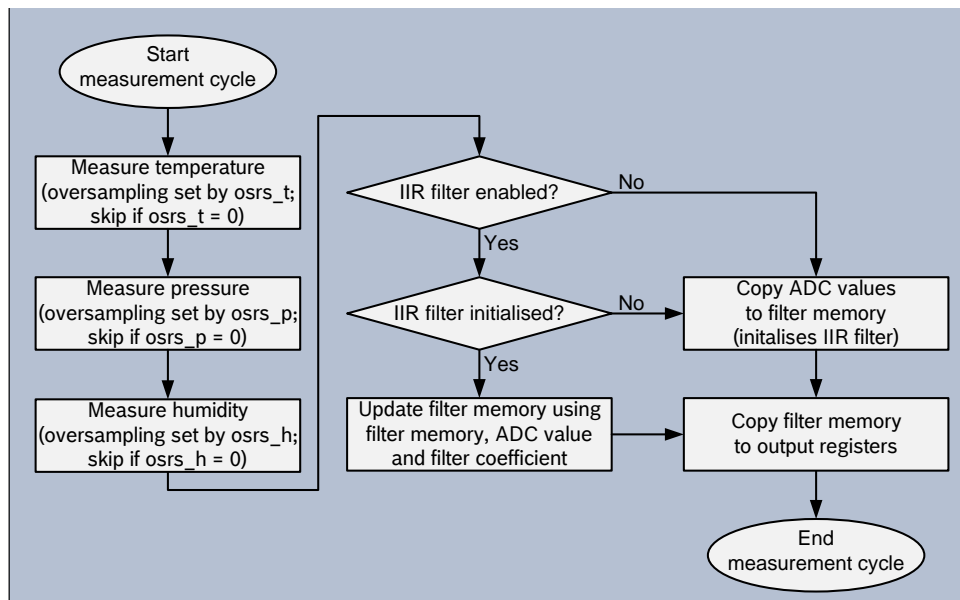 Start
measurement cycle
Measure temperature
(oversampling set by osrs_t;
skip if osrs_t = 0)
Measure pressure
(oversampling set by osrs_p;
skip if osrs_p = 0)
Measure humidity
(oversampling set by osrs_h;
skip if osrs_h = 0)
IIR filter enabled?
No
Yes
IIR filter initialised?
No
Yes
Copy ADC values
to filter memory
(initalises IIR filter)
Update filter memory using
filter memory, ADC value
and filter coefficient
Copy filter memory
to output registers
End
measurement cycle